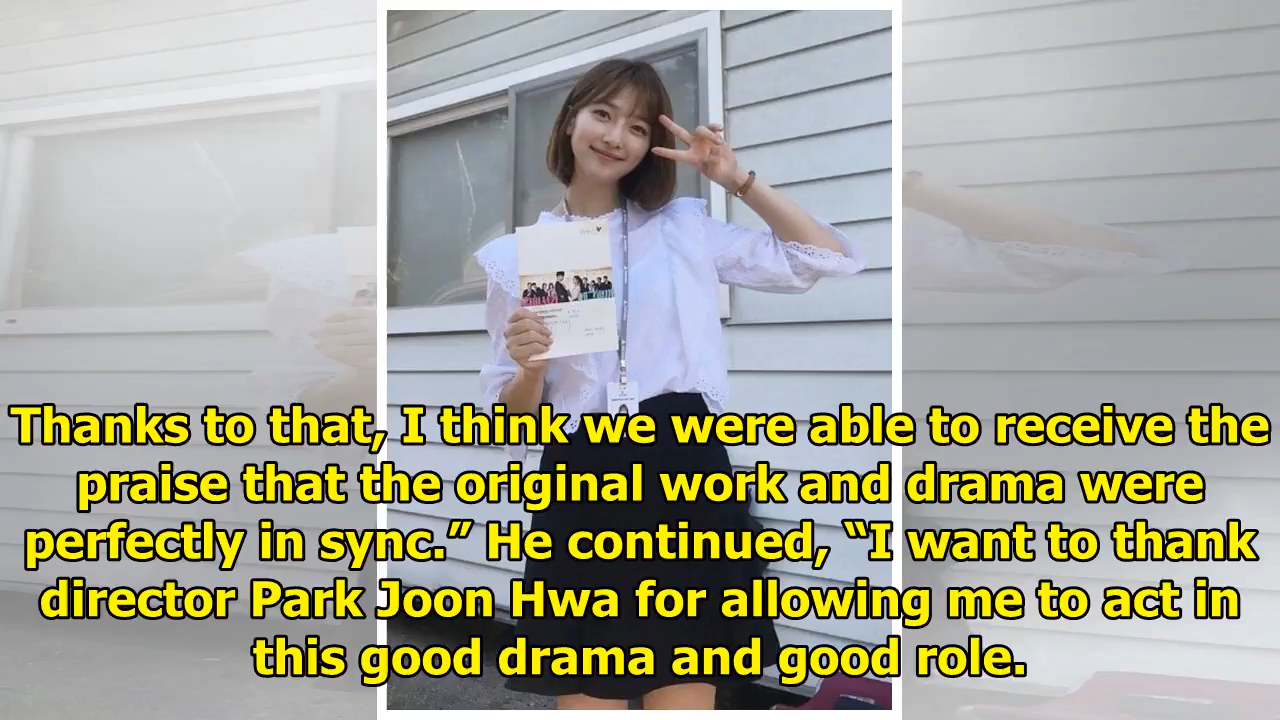 Thanks to that, I think we were able to receive the
praise that the original work and drama were
perfectly in sync.” He continued, “I want to thank
director Park Joon Hwa for allowing me to act in
this good drama and good role.